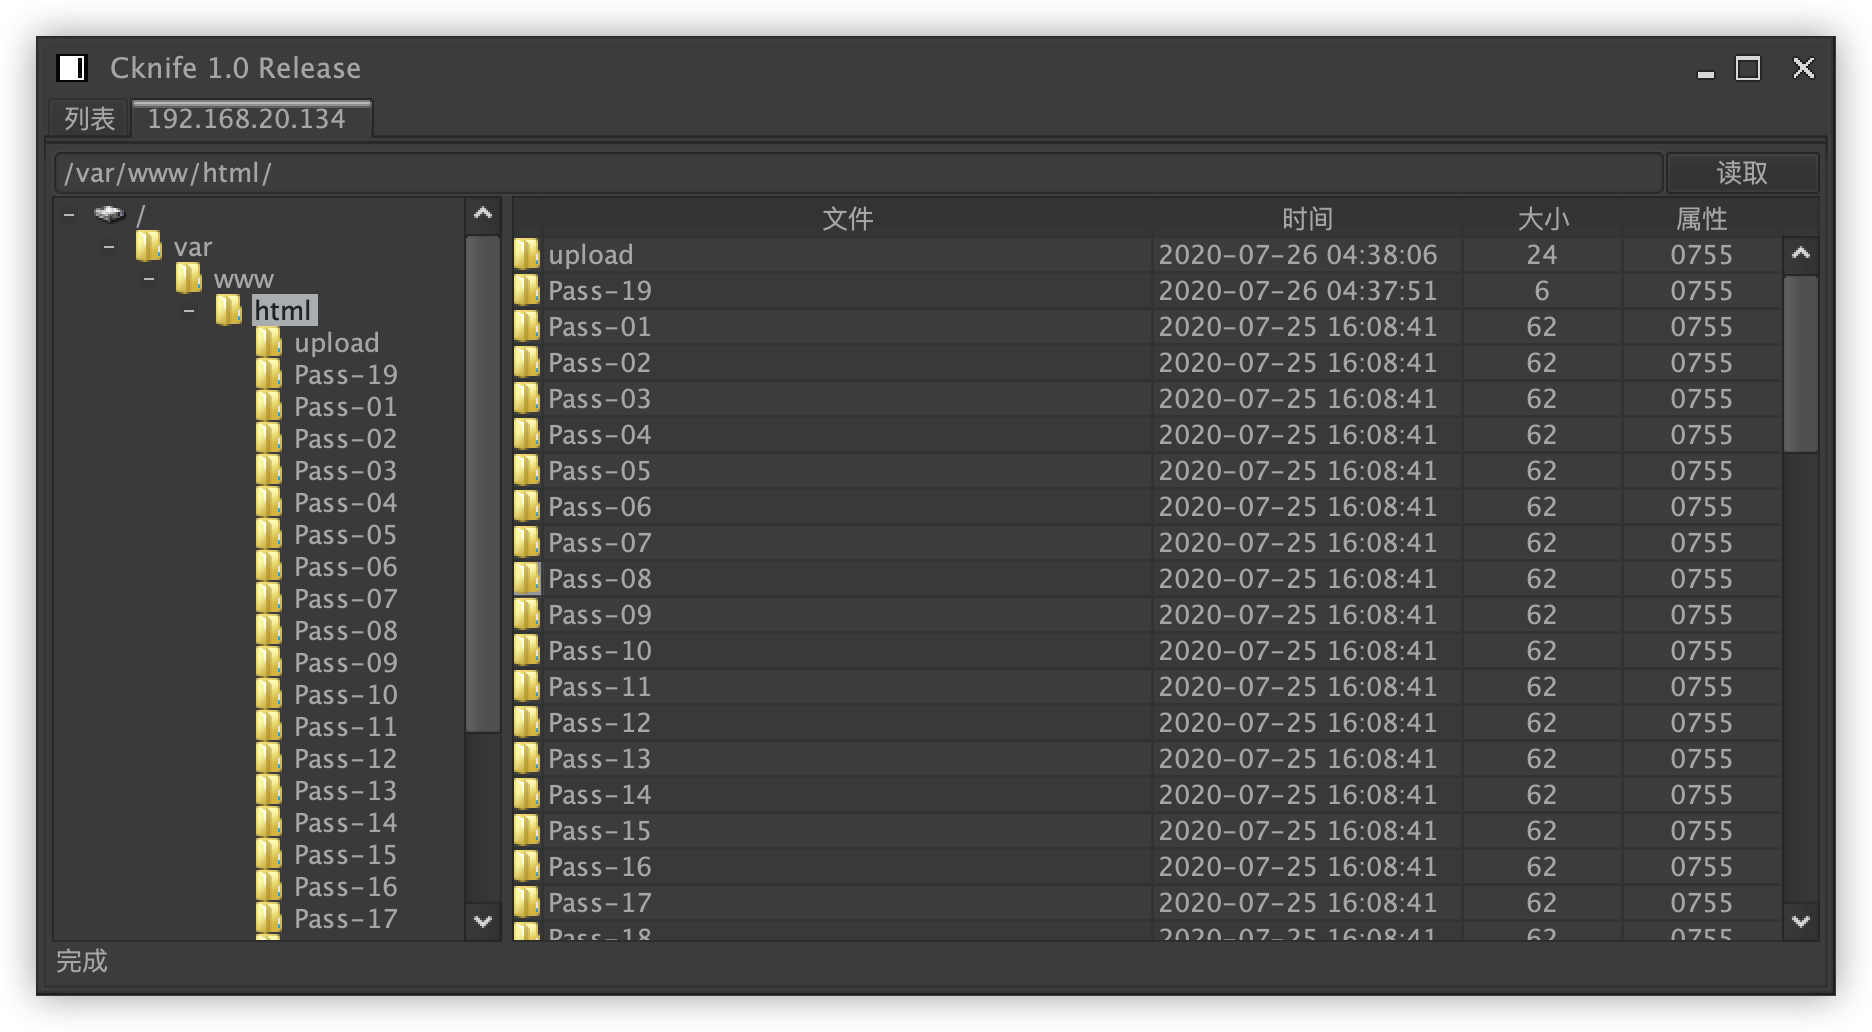 Cknife 1.0 Release
列表 192.168.20.134
/var/www/html/ 读取
/
var
www
html
upload
Pass-19
Pass-01
Pass-02
Pass-03
Pass-04
Pass-05
Pass-06
Pass-07
Pass-08
Pass-09
Pass-10
Pass-11
Pass-12
Pass-13
Pass-14
Pass-15
Pass-16
Pass-17
文件 时间 大小 属性
upload 2020-07-26 04:38:06 24 0755
Pass-19 2020-07-26 04:37:51 6 0755
Pass-01 2020-07-25 16:08:41 62 0755
Pass-02 2020-07-25 16:08:41 62 0755
Pass-03 2020-07-25 16:08:41 62 0755
Pass-04 2020-07-25 16:08:41 62 0755
Pass-05 2020-07-25 16:08:41 62 0755
Pass-06 2020-07-25 16:08:41 62 0755
Pass-07 2020-07-25 16:08:41 62 0755
Pass-08 2020-07-25 16:08:41 62 0755
Pass-09 2020-07-25 16:08:41 62 0755
Pass-10 2020-07-25 16:08:41 62 0755
Pass-11 2020-07-25 16:08:41 62 0755
Pass-12 2020-07-25 16:08:41 62 0755
Pass-13 2020-07-25 16:08:41 62 0755
Pass-14 2020-07-25 16:08:41 62 0755
Pass-15 2020-07-25 16:08:41 62 0755
Pass-16 2020-07-25 16:08:41 62 0755
Pass-17 2020-07-25 16:08:41 62 0755
Pass-18 2020-07-25 16:08:41 62 0755
完成